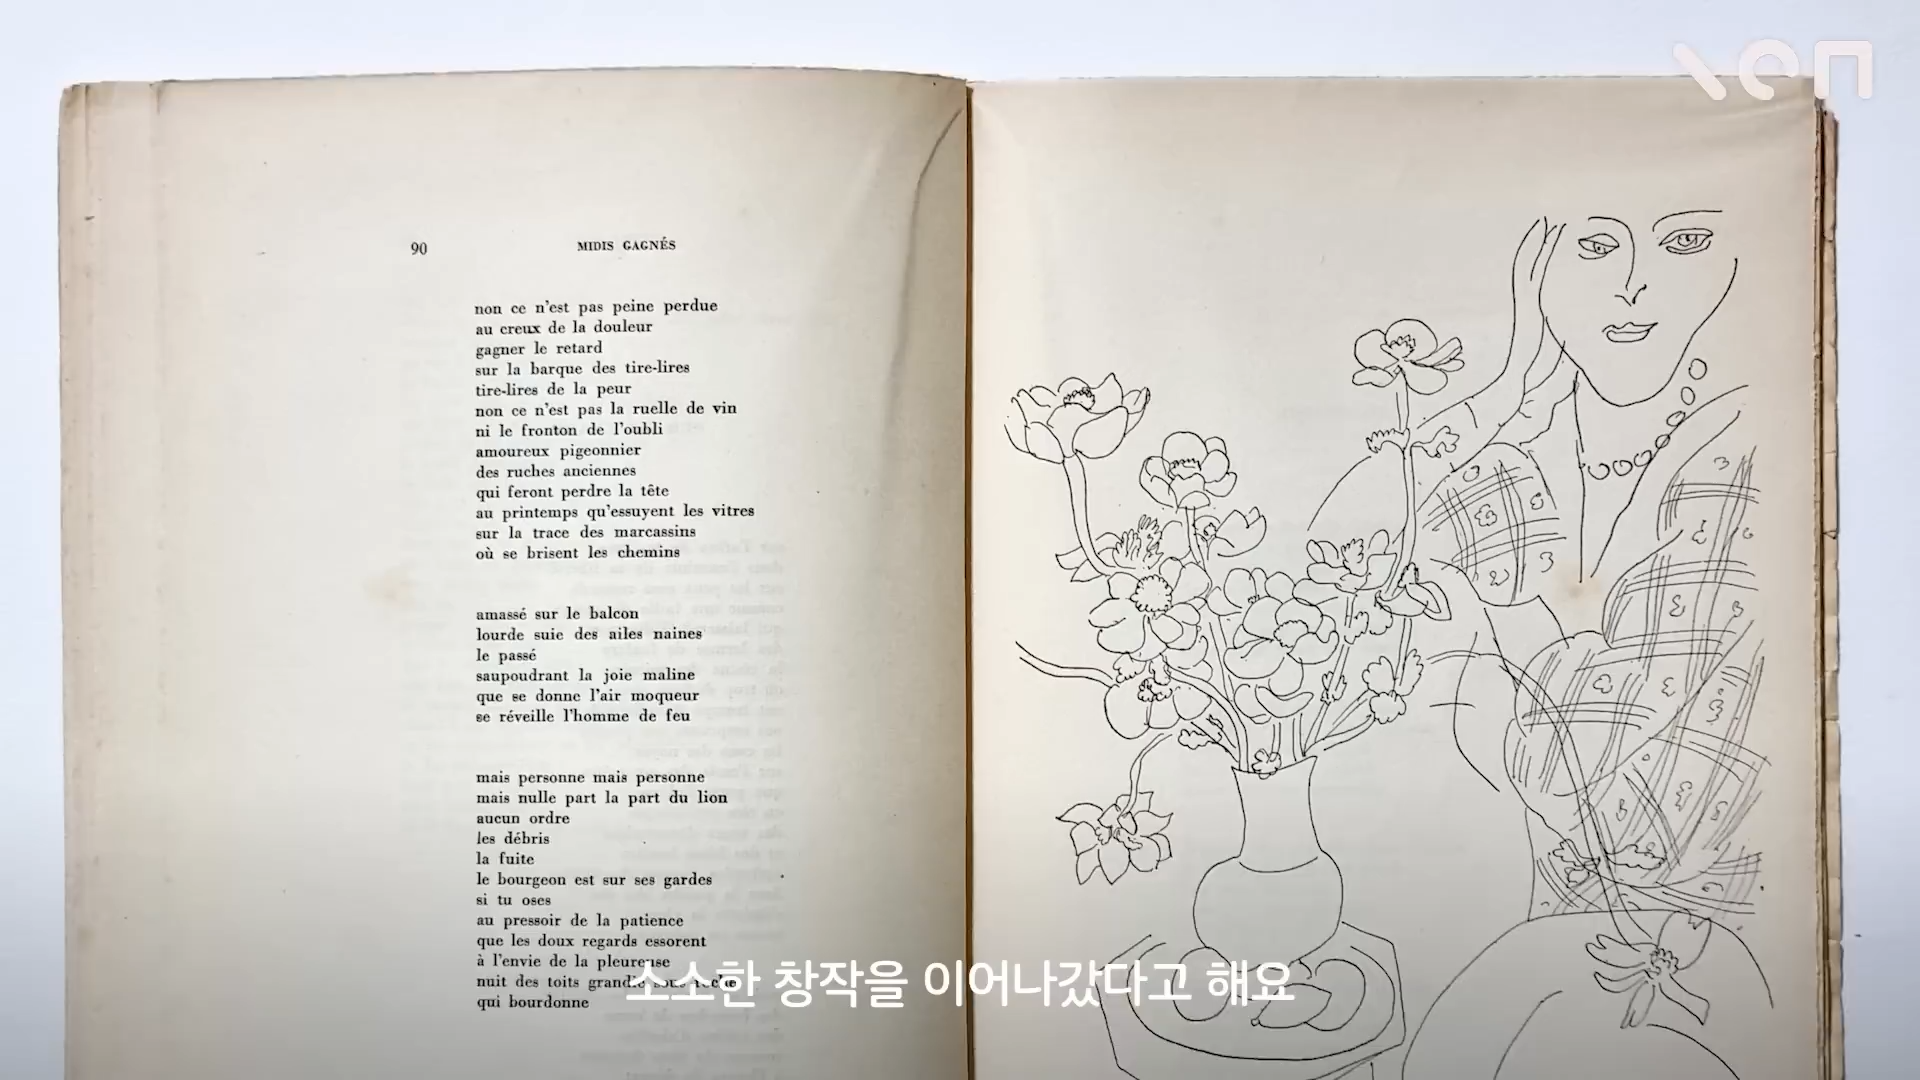 90
MIDIS GAGNÉS
non ce n'est pas peine perdue
au creux de la douleur
gagner le retard
sur la barque des tire-lires
tire-lires de la peur
non ce n'est pas la ruelle de vin
ni le fronton de l'oubli
amoureux pigeonnier
des ruches anciennes
qui feront perdre la tête
au printemps qu'essuyent les vitres
sur la trace des marcassins
où se brisent les chemins
amassé sur le balcon
lourde suie des ailes naines
le passé
saupoudrant la joie maline
que se donne l'air moqueur
se réveille l'homme de feu
mais personne mais personne
mais nulle part la part du lion
aucun ordre
les débris
la fuite
le bourgeon est sur ses gardes
si tu oses
au pressoir de la patience
que les doux regards essorent
à l'envie de la pleureuse
nuit des toits
qui bourdonne
소소한 창작을 이어나갔다고 해요